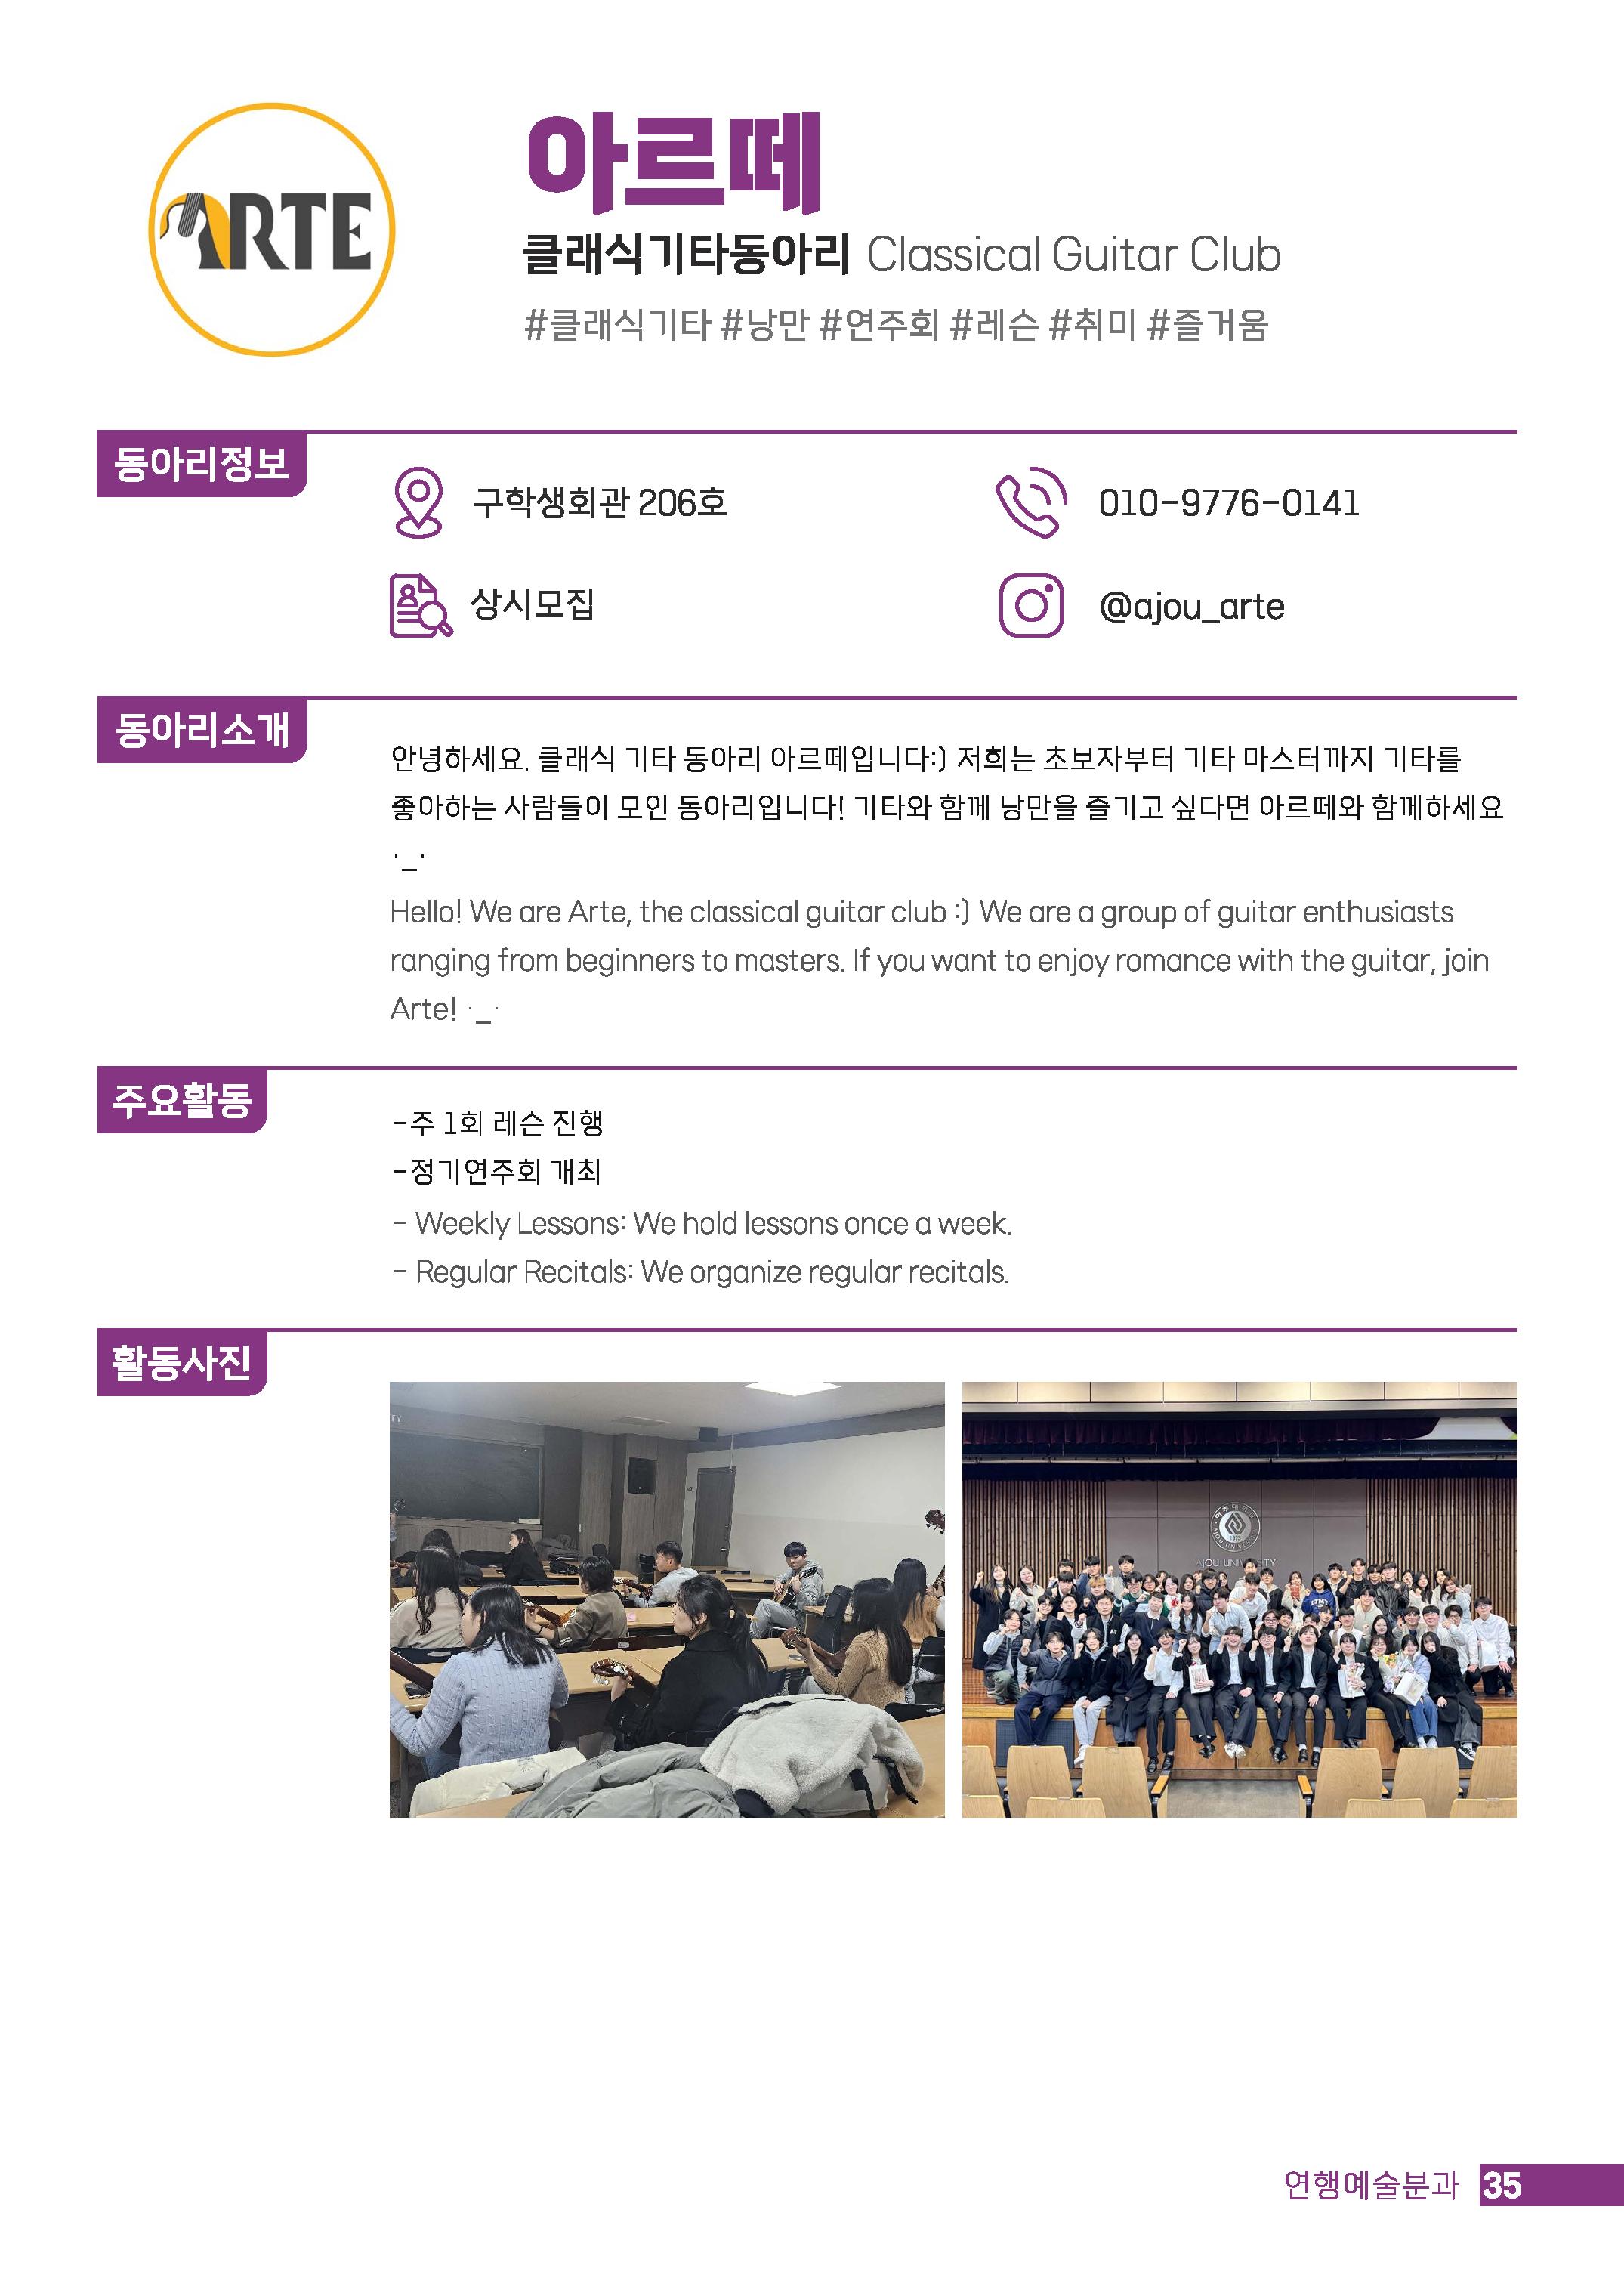 ARTE
아르떼
클래식기타동아리 Classical Guitar Club
#클래식기타 #낭만 #연주회 #레슨 #취미 #즐거움
동아리정보
구학생회관 206호
010-9776-0141
상시모집
@ajou_arte
동아리소개
안녕하세요. 클래식 기타 동아리 아르떼입니다:) 저희는 초보자부터 기타 마스터까지 기타를
좋아하는 사람들이 모인 동아리입니다! 기타와 함께 낭만을 즐기고 싶다면 아르떼와 함께하세요
·_·
Hello! We are Arte, the classical guitar club :) We are a group of guitar enthusiasts
ranging from beginners to masters. If you want to enjoy romance with the guitar, join
Arte! ·_·
주요활동
-주 1회 레슨 진행
-정기연주회 개최
- Weekly Lessons: We hold lessons once a week.
- Regular Recitals: We organize regular recitals.
활동사진
TY
AJOU UNIVERSITY
연행예술분과 35